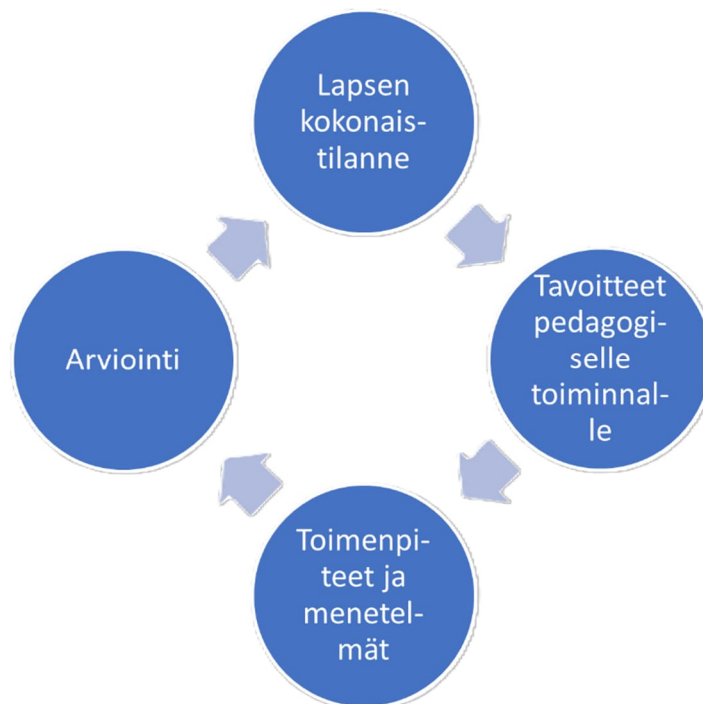 Lapsen
kokonais-
tilanne
Tavoitteet
pedagogi-
selle
toiminnal-
le
Toimenpi-
teet ja
menetel-
mät
Arviointi